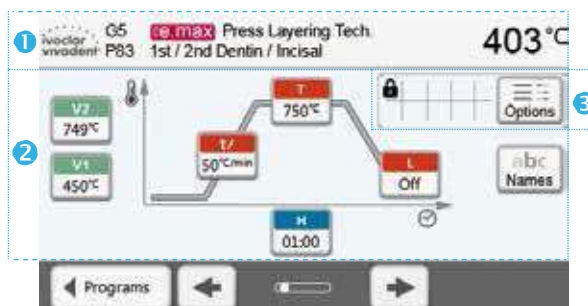 1
ivoclar vivadent G5 P83
e.max Press Layering Tech
1st / 2nd Dentin / Incisal
403 °C
2
V2
749°C
V1
450°C
t↗
50°C/min
T
750°C
L
Off
H
01:00
3
Options
abc
Names
Programs